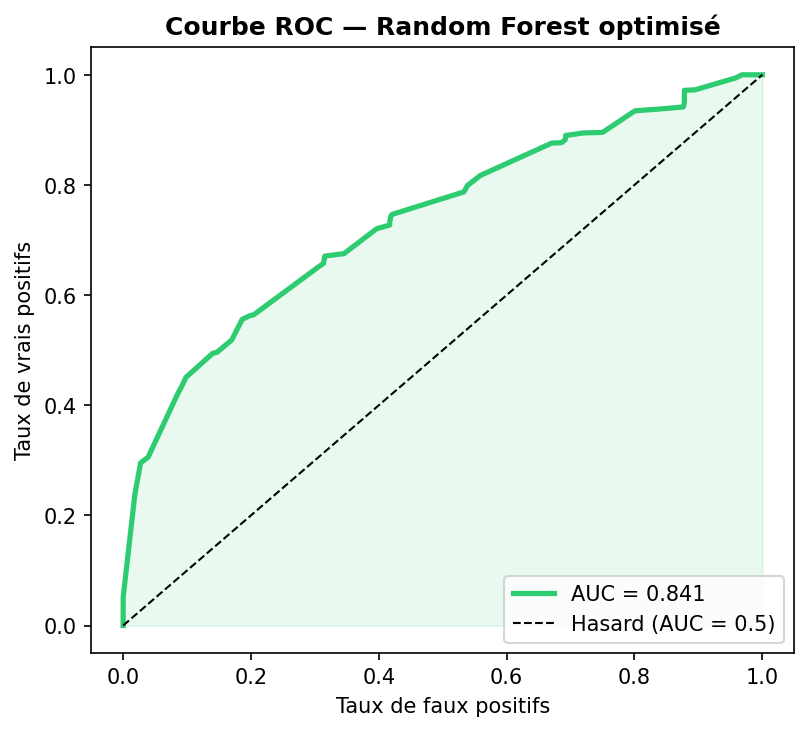 Courbe ROC — Random Forest optimisé
Taux de vrais positifs
1.0
0.8
0.6
0.4
0.2
0.0
0.0 0.2 0.4 0.6 0.8 1.0
Taux de faux positifs
AUC = 0.841
Hasard (AUC = 0.5)